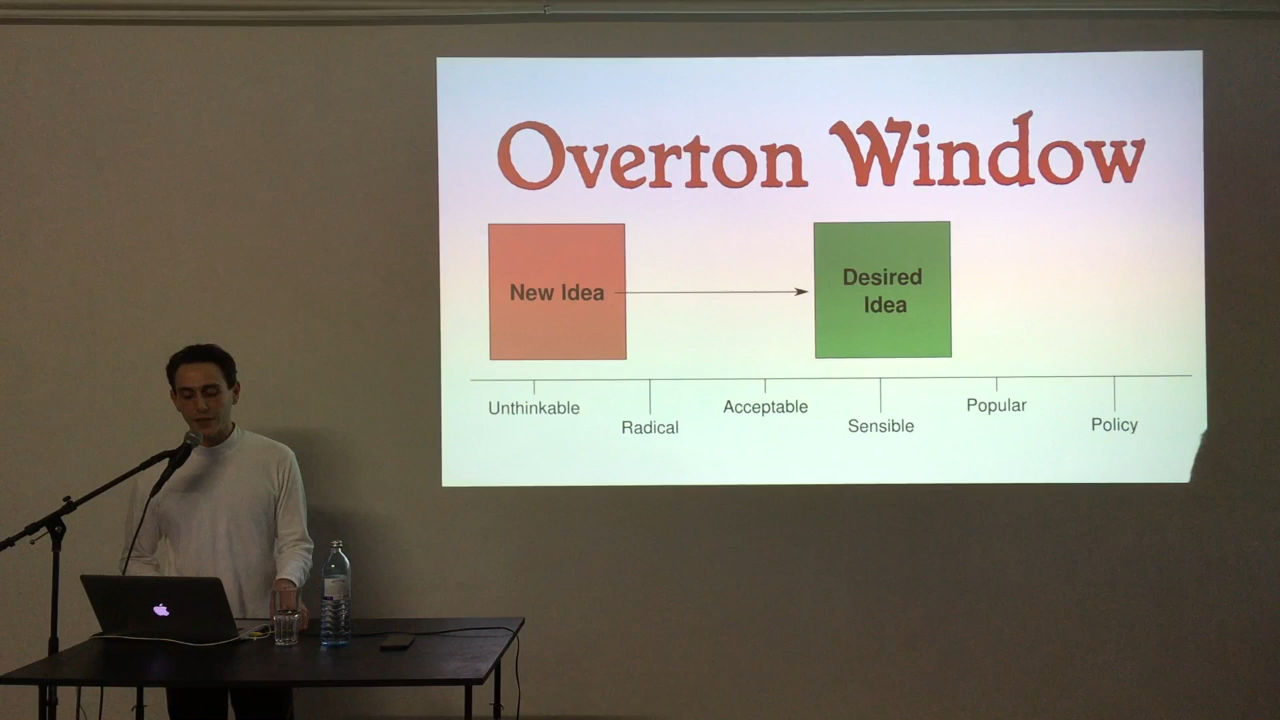 Overton Window
New Idea
Desired
Idea
Unthinkable
Radical
Acceptable
Sensible
Popular
Policy